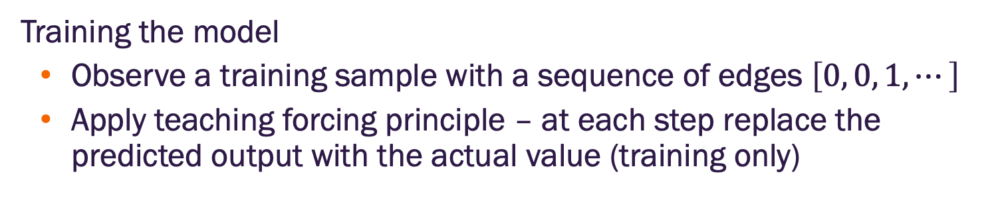 Training the model
• Observe a training sample with a sequence of edges [0, 0, 1, ⋯ ]
• Apply teaching forcing principle – at each step replace the
predicted output with the actual value (training only)